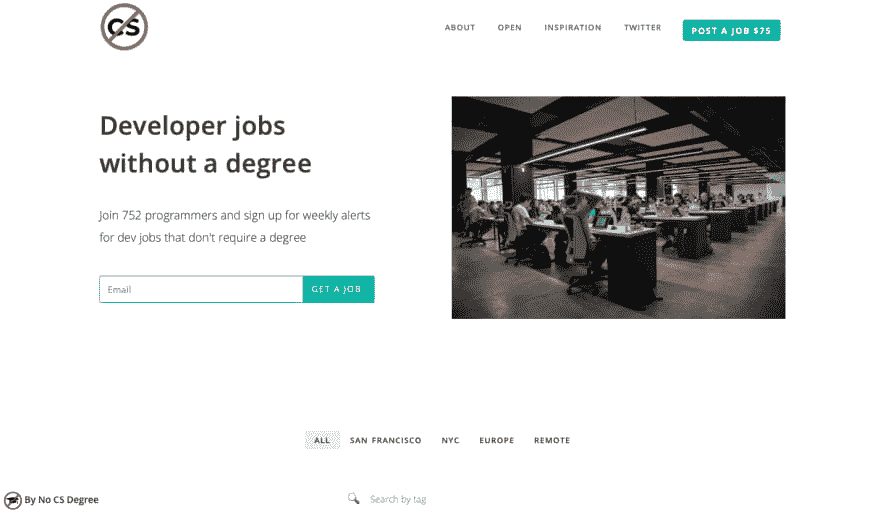 CS
ABOUT OPEN INSPIRATION TWITTER POST A JOB $75
Developer jobs
without a degree
Join 752 programmers and sign up for weekly alerts
for dev jobs that don't require a degree
Email GET A JOB
ALL SAN FRANCISCO NYC EUROPE REMOTE
By No CS Degree Search by tag